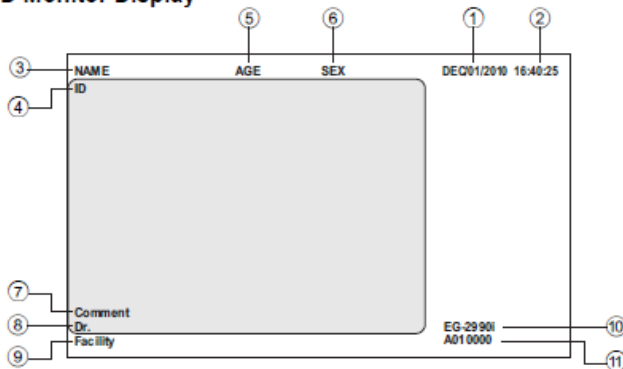 D Monitor Display
⑤ ⑥ ① ②
③ NAME AGE SEX DEC/01/2010 16:40:25
④ ID
⑦ Comment
⑧ Dr. EG-2990i ⑩
⑨ Facility A010000 ⑪